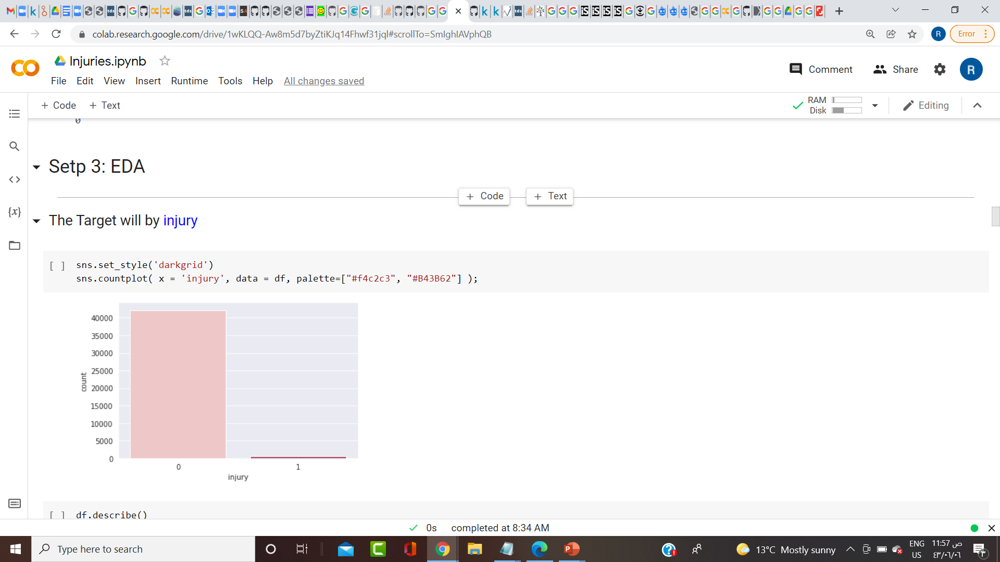 colab.research.google.com/drive/1wKLQQ-Aw8m5d7byZtiKJq14Fhwf31jql#scrollTo=SmIghIAVphQB
R
Error
Injuries.ipynb
Comment
Share
R
File Edit View Insert Runtime Tools Help All changes saved
+ Code + Text
RAM
Disk
Editing
0
Setp 3: EDA
+ Code + Text
The Target will by injury
[ ] sns.set_style('darkgrid')
sns.countplot( x = 'injury', data = df, palette=["#f4c2c3", "#B43B62"] );
40000
35000
30000
25000
20000
15000
10000
5000
0
count
0 1
injury
[ ] df.describe()
0s completed at 8:34 AM
Type here to search
13°C Mostly sunny
ENG
US
11:57 ص
٤٣/٠٦/٠٦
٣